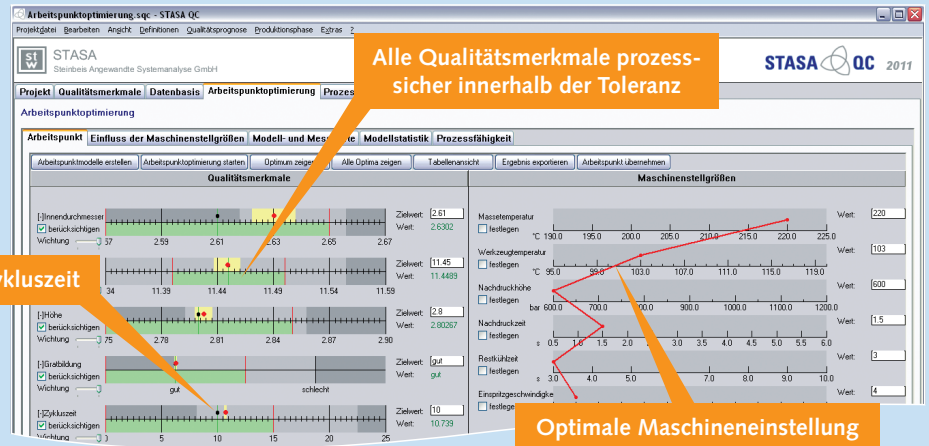 Arbeitspunktoptimierung.sqc - STASA QC
Projektdatei Bearbeiten Ansicht Definitionen Qualitätsprognose Produktionsphase Extras ?
STASA
Steinbeis Angewandte Systemanalyse GmbH
STASA QC 2011
Alle Qualitätsmerkmale prozess-
sicher innerhalb der Toleranz
Projekt Qualitätsmerkmale Datenbasis Arbeitspunktoptimierung
Arbeitspunktoptimierung
Arbeitspunkt Einfluss der Maschinenstellgrößen Modell- und Modellstatistik Prozessfähigkeit
Arbeitspunktmodelle erstellen Arbeitspunktoptimierung starten Optimum Alle Optima zeigen Tabellenansicht Ergebnis exportieren Arbeitspunkt übernehmen
Qualitätsmerkmale
[-]Innendurchmesser Zielwert: 2.61
berücksichtigen Wert: 2.6302
Wichtung 57 2.59 2.61 2.63 2.65 2.67
Zielwert: 11.45
Wert: 11.4489
34 11.39 11.44 11.49 11.54 11.59
ykluszeit
[-]Höhe Zielwert: 2.8
berücksichtigen Wert: 2.80267
Wichtung 75 2.78 2.81 2.84 2.87 2.90
[-]Gratbildung Zielwert: gut
berücksichtigen Wert: gut
Wichtung gut schlecht
[-]Zykluszeit Zielwert: 10
berücksichtigen Wert: 10.739
Wichtung 5 10 15 20 25
Maschinenstellgrößen
Massetemperatur Wert: 220
festlegen
°C 190.0 195.0 200.0 205.0 210.0 215.0 220.0 225.0
Werkzeugtemperatur Wert: 103
festlegen
°C 95.0 99.0 103.0 107.0 111.0 115.0 119.0
Nachdruckhöhe Wert: 600
festlegen
bar 600.0 700.0 800.0 900.0 1000.0 1100.0 1200.0
Nachdruckzeit Wert: 1.5
festlegen
s 0.5 1.0 1.5 2.0 2.5 3.0 3.5 4.0 4.5 5.0 5.5 6.0
Restkühlzeit Wert: 3
festlegen
s 3.0 4.0 5.0 7.0 8.0 9.0 10.0
Einspritzgeschwindigke Wert: 4
festlegen
Optimale Maschineneinstellung